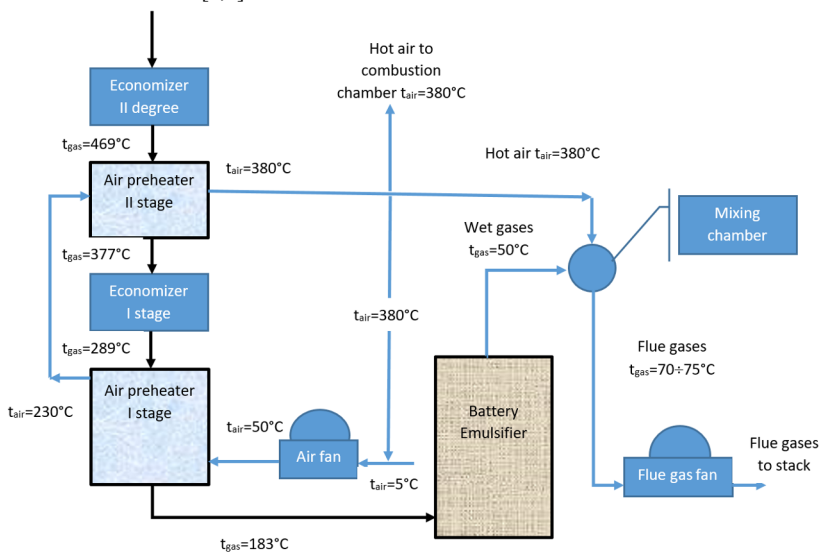 Economizer
II degree
Hot air to
combustion
chamber tair=380°C
tgas=469°C
tair=380°C
Hot air tair=380°C
Air preheater
II stage
Mixing
chamber
Wet gases
tgas=50°C
tgas=377°C
Economizer
I stage
tair=380°C
tgas=289°C
Flue gases
tgas=70÷75°C
Air preheater
I stage
tair=230°C
tair=50°C
Battery
Emulsifier
Air fan
Flue gases
to stack
Flue gas fan
tair=5°C
tgas=183°C